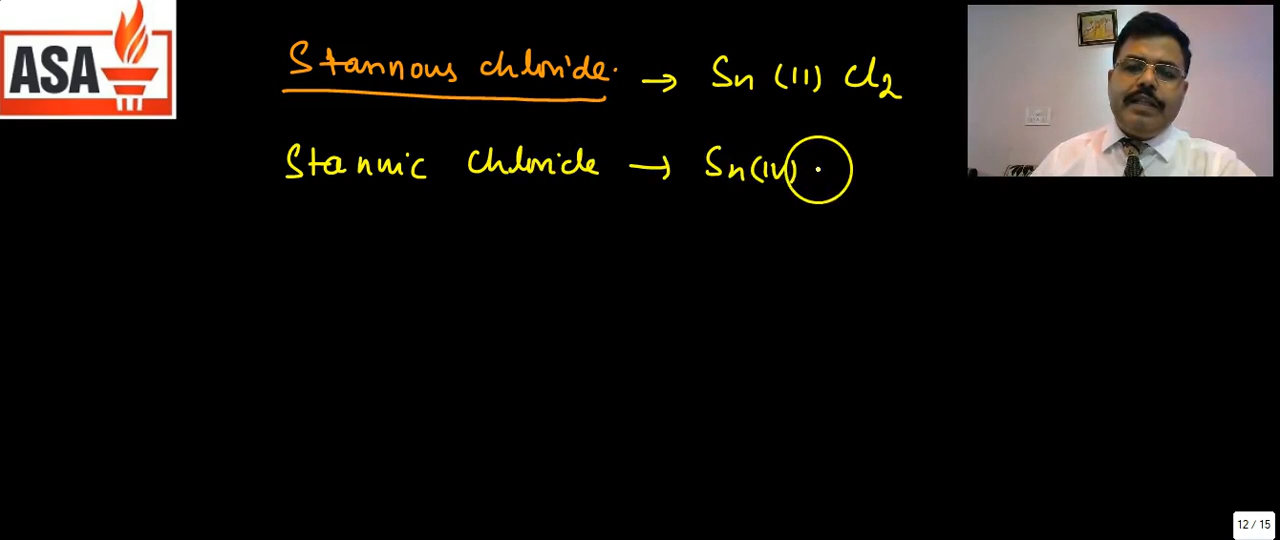 ASA
Stannous chloride. → Sn (II) Cl2
Stannic chloride → Sn(IV)
12 / 15